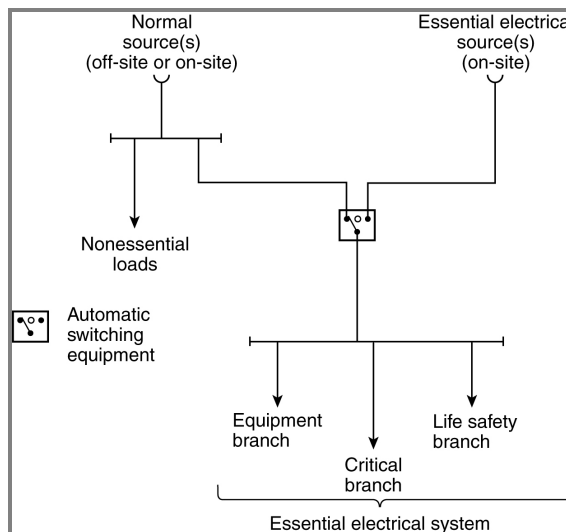 Normal
source(s)
(off-site or on-site)
Essential electrica
source(s)
(on-site)
Nonessential
loads
Automatic
switching
equipment
Equipment
branch
Critical
branch
Life safety
branch
Essential electrical system